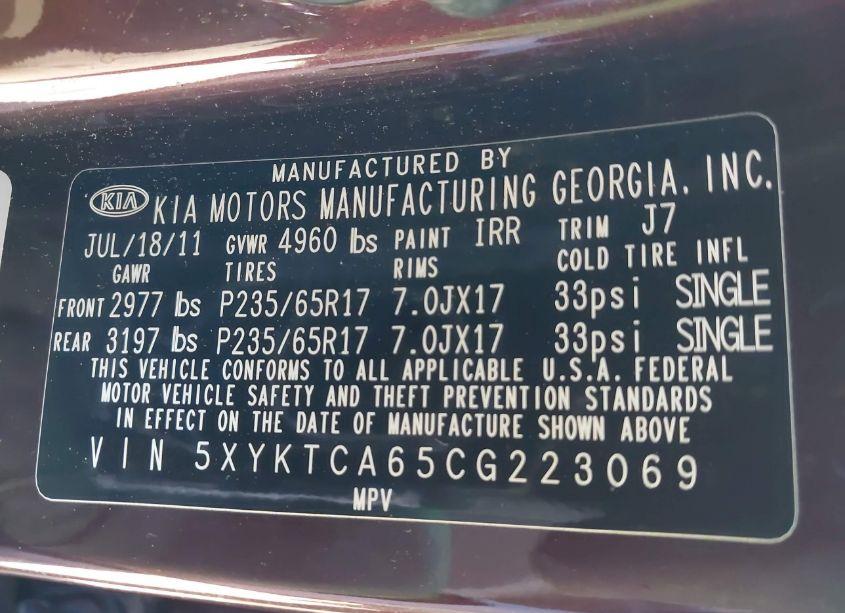 MANUFACTURED BY
KIA KIA MOTORS MANUFACTURING GEORGIA, INC.
JUL/18/11 GVWR 4960 lbs PAINT IRR TRIM J7
GAWR TIRES RIMS COLD TIRE INFL
FRONT 2977 lbs P235/65R17 7.0JX17 33psi SINGLE
REAR 3197 lbs P235/65R17 7.0JX17 33psi SINGLE
THIS VEHICLE CONFORMS TO ALL APPLICABLE U.S.A. FEDERAL
MOTOR VEHICLE SAFETY AND THEFT PREVENTION STANDARDS
IN EFFECT ON THE DATE OF MANUFACTURE SHOWN ABOVE
VIN 5XYKTCA65CG223069
MPV